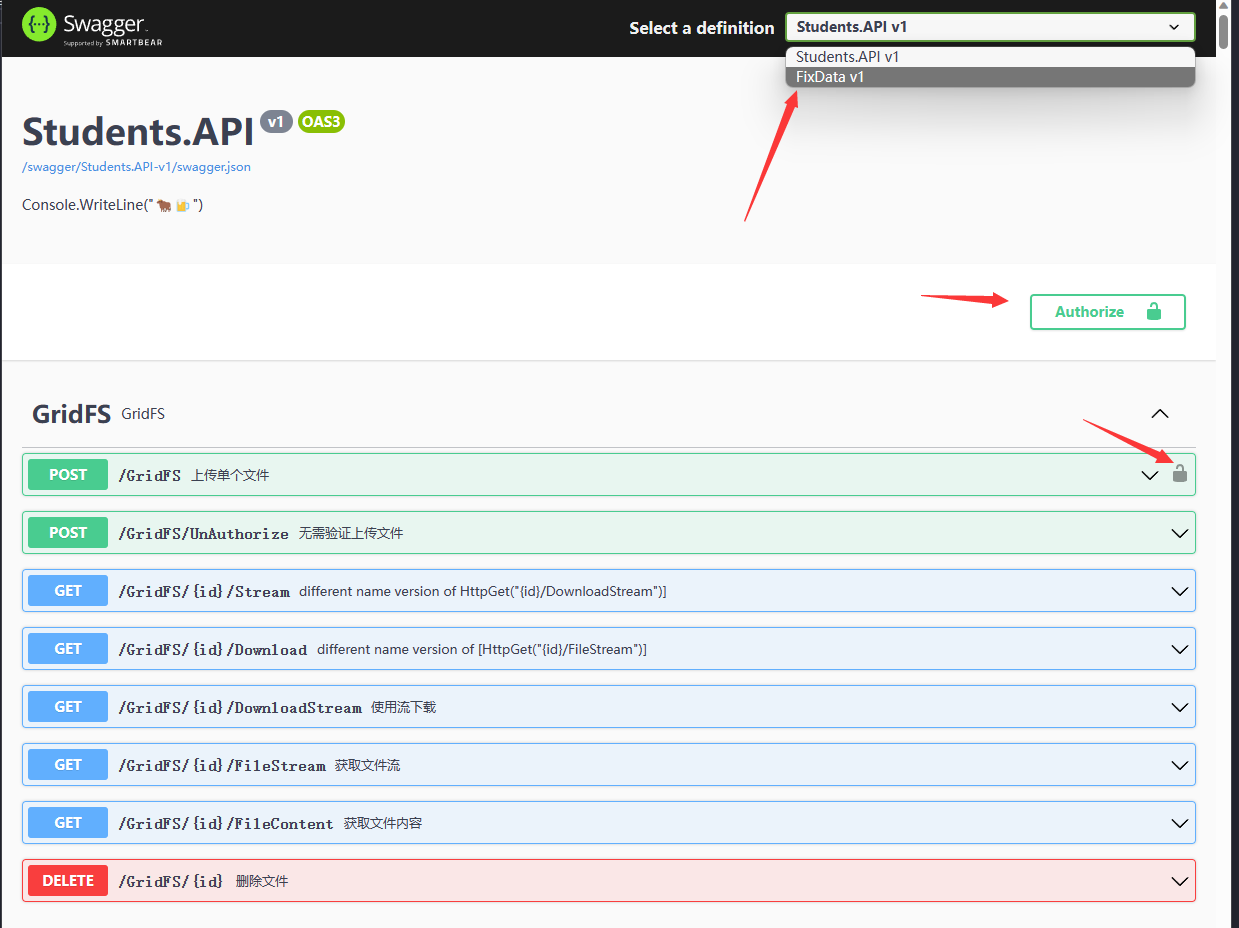 Swagger
Supported by SMARTBEAR
Select a definition
Students.API v1
Students.API v1
FixData v1
Students.API v1 OAS3
/swagger/Students.API-v1/swagger.json
Console.WriteLine("🐂🍺")
Authorize
GridFS GridFS
POST /GridFS 上传单个文件
POST /GridFS/UnAuthorize 无需验证上传文件
GET /GridFS/{id}/Stream different name version of HttpGet("{id}/DownloadStream")]
GET /GridFS/{id}/Download different name version of [HttpGet("{id}/FileStream")]
GET /GridFS/{id}/DownloadStream 使用流下载
GET /GridFS/{id}/FileStream 获取文件流
GET /GridFS/{id}/FileContent 获取文件内容
DELETE /GridFS/{id} 删除文件